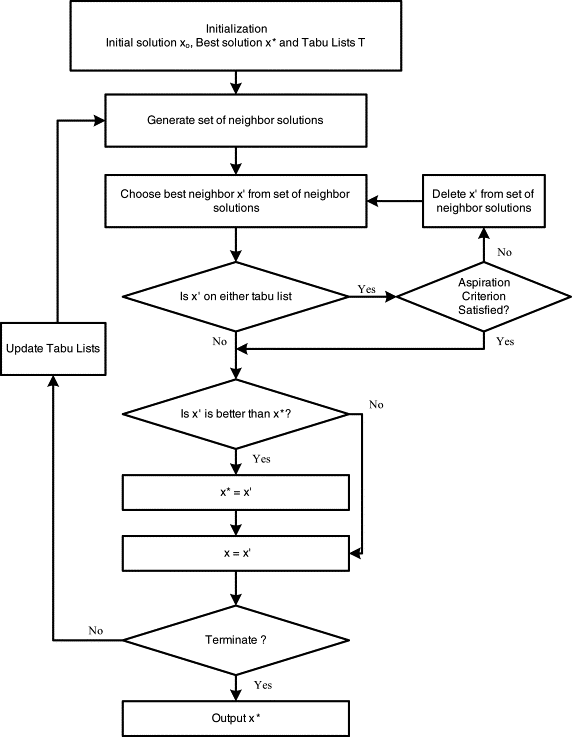 Initialization
Initial solution x₀, Best solution x* and Tabu Lists T
Generate set of neighbor solutions
Choose best neighbor x' from set of neighbor
solutions
Delete x' from set of
neighbor solutions
No
Is x' on either tabu list
Yes
Aspiration
Criterion
Satisfied?
No
Yes
Update Tabu Lists
Is x' is better than x*?
No
Yes
x* = x'
x = x'
No
Terminate ?
Yes
Output x*